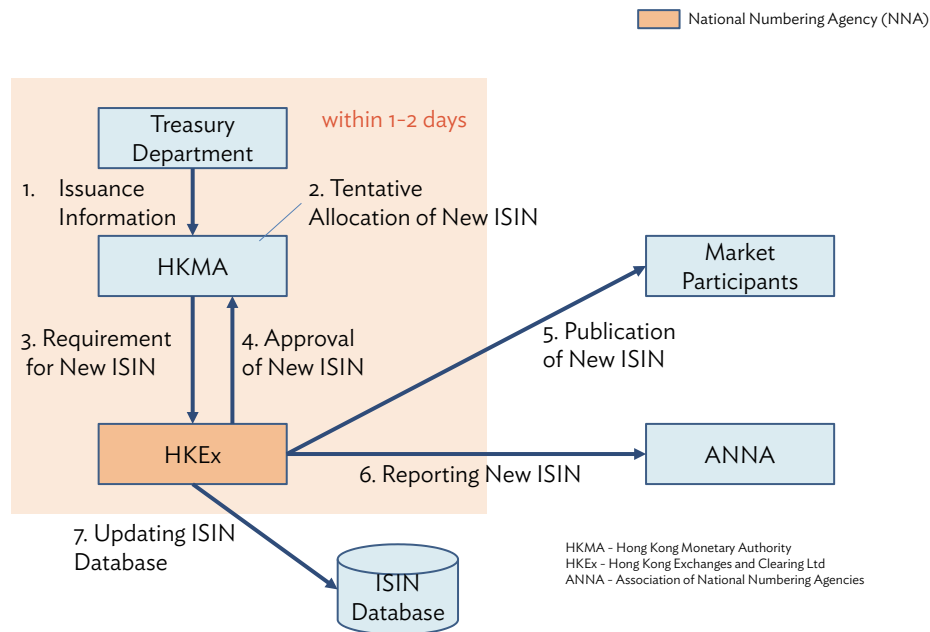 National Numbering Agency (NNA)
within 1-2 days
Treasury
Department
1. Issuance
Information
2. Tentative
Allocation of New ISIN
HKMA
Market
Participants
3. Requirement
for New ISIN
4. Approval
of New ISIN
5. Publication
of New ISIN
HKEx
ANNA
6. Reporting New ISIN
7. Updating ISIN
Database
ISIN
Database
HKMA – Hong Kong Monetary Authority
HKEx – Hong Kong Exchanges and Clearing Ltd
ANNA – Association of National Numbering Agencies